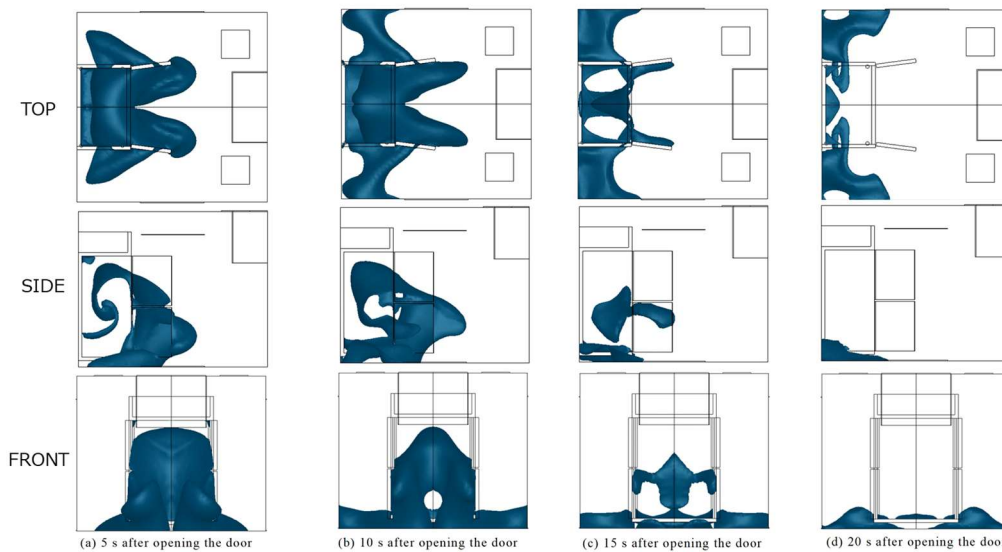 TOP
SIDE
FRONT
(a) 5 s after opening the door
(b) 10 s after opening the door
(c) 15 s after opening the door
(d) 20 s after opening the doo